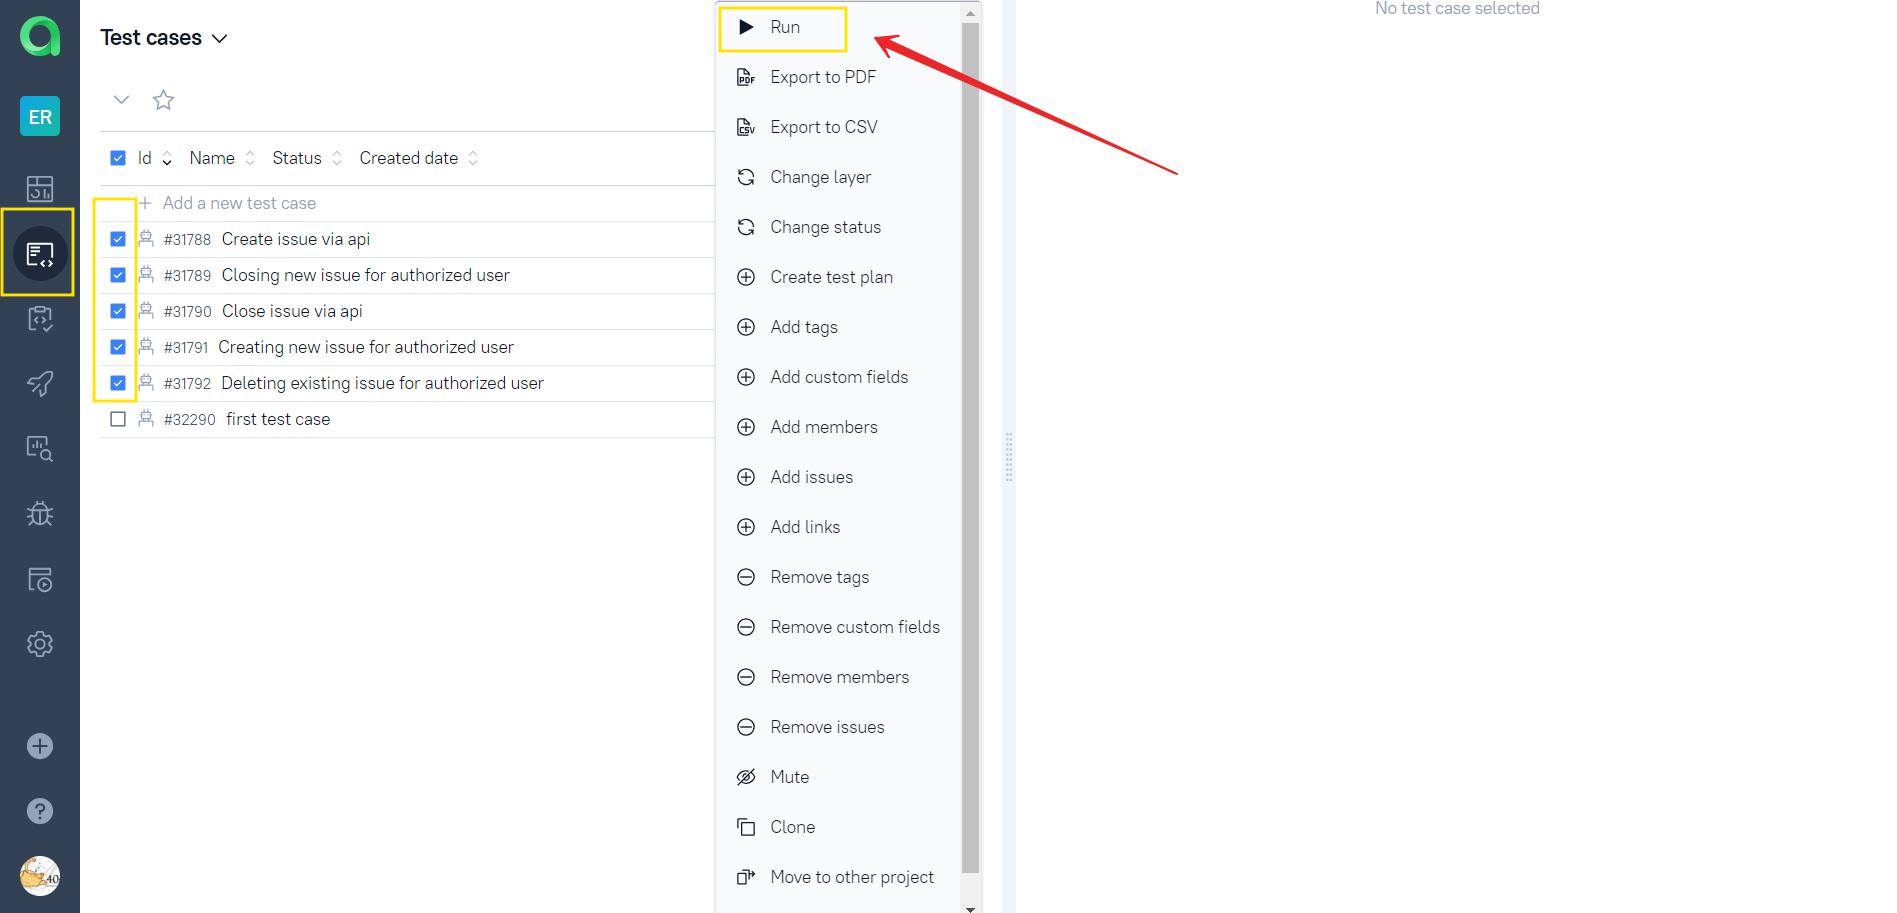 ER
Test cases
Id Name Status Created date
Add a new test case
#31788 Create issue via api
#31789 Closing new issue for authorized user
#31790 Close issue via api
#31791 Creating new issue for authorized user
#31792 Deleting existing issue for authorized user
#32290 first test case
40
Run
PDF Export to PDF
CSV Export to CSV
Change layer
Change status
Create test plan
Add tags
Add custom fields
Add members
Add issues
Add links
Remove tags
Remove custom fields
Remove members
Remove issues
Mute
Clone
Move to other project
No test case selected